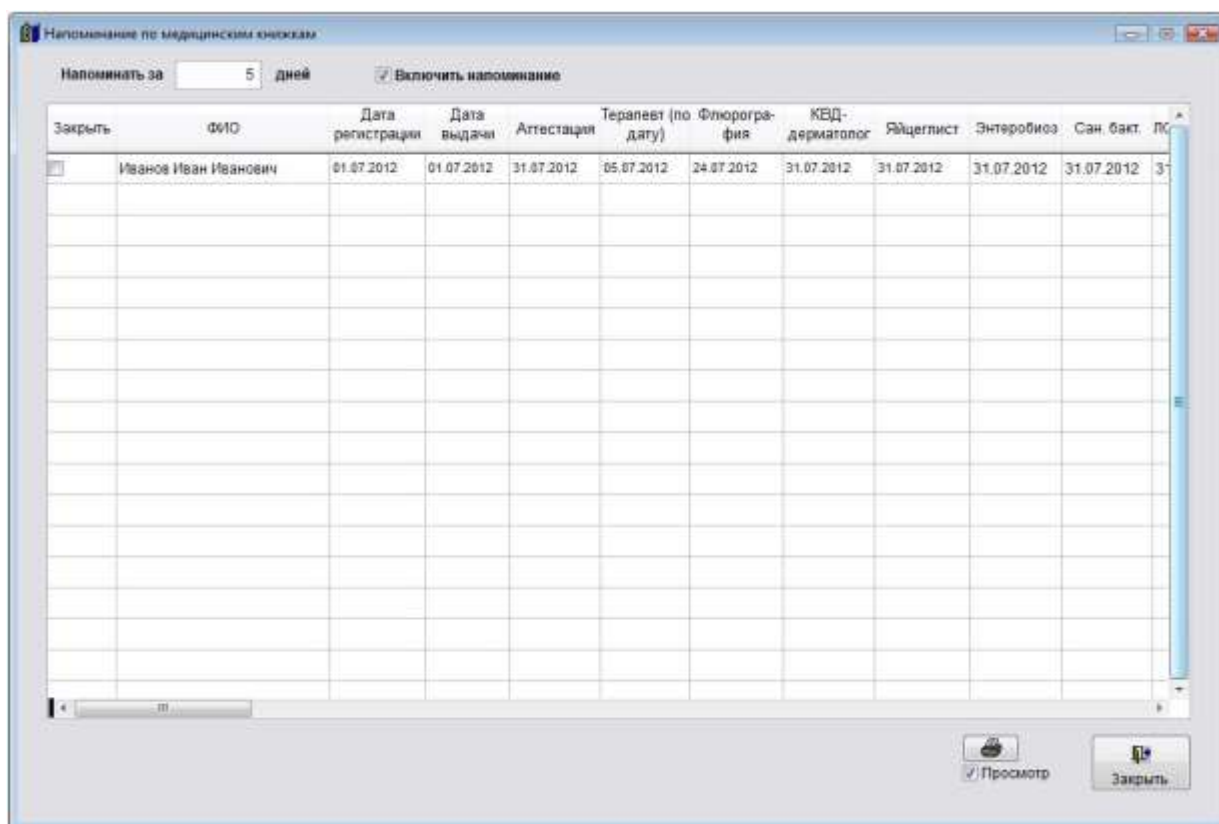 Напоминание по медицинским книжкам
Напоминать за 5 дней Включить напоминание
Закрыть ФИО Дата регистрации Дата выдачи Аттестация Терапевт (по дату) Флюрогра-фия КВД-дерматолог Яйцеглист Энтеробиоз Сан. бакт.
Иванов Иван Иванович 01.07.2012 01.07.2012 31.07.2012 05.07.2012 24.07.2012 31.07.2012 31.07.2012 31.07.2012 31.07.2012
Просмотр
Закрыть